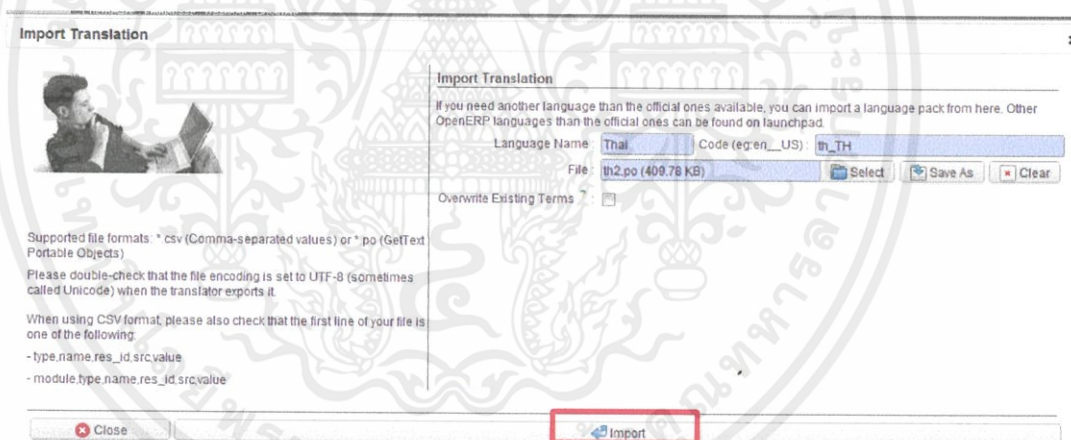 Import Translation
Import Translation
If you need another language than the official ones available, you can import a language pack from here. Other
OpenERP languages than the official ones can be found on launchpad.
Language Name : Thai Code (eg:en__US) : th_TH
File : th2.po (409.78 KB) Select Save As Clear
Overwrite Existing Terms ? :
Supported file formats: *.csv (Comma-separated values) or *.po (GetText
Portable Objects)
Please double-check that the file encoding is set to UTF-8 (sometimes
called Unicode) when the translator exports it.
When using CSV format, please also check that the first line of your file is
one of the following:
- type,name,res_id,src,value
- module,type,name,res_id,src,value
Close Import